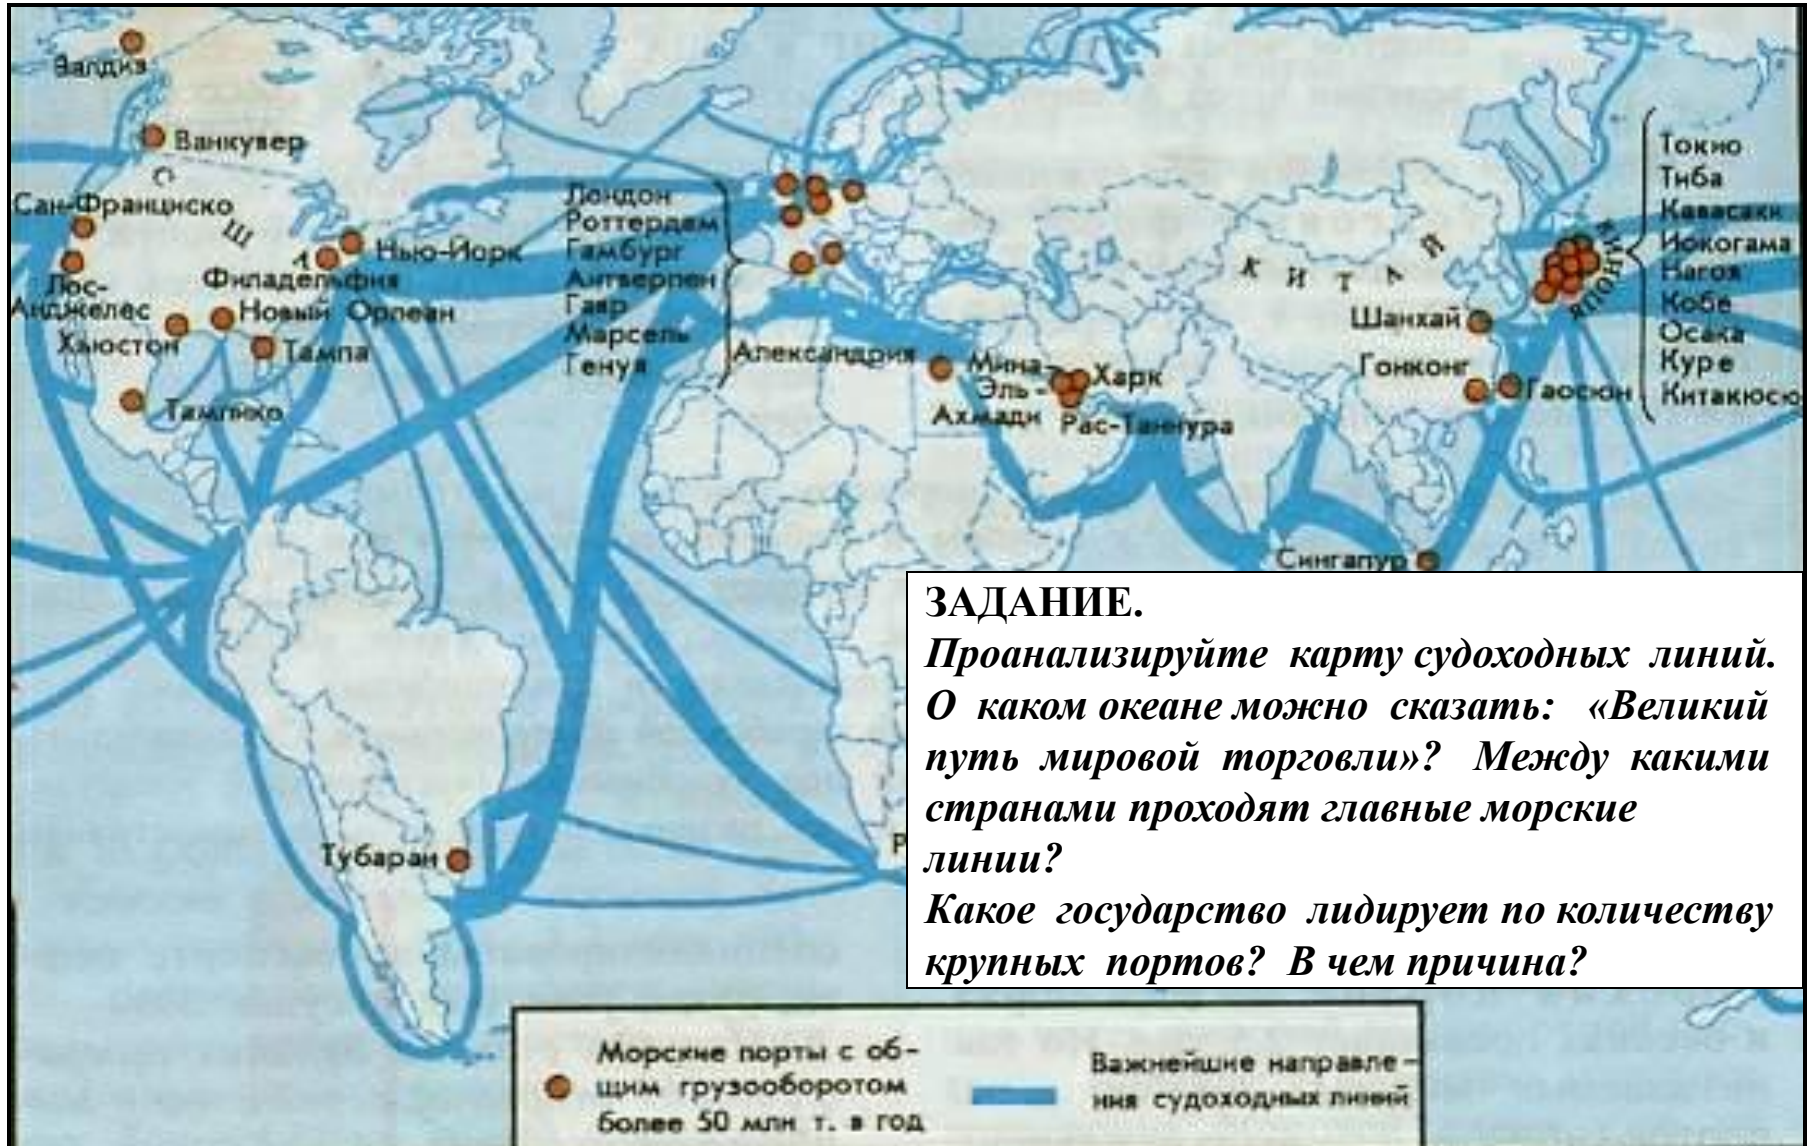 Валдиз
Ванкувер
США
Сан-Франциско
Нью-Йорк
Филадельфия
Лос-
Анджелес
Новый Орлеан
Хьюстон
Тампа
Тампико
Лондон
Роттердам
Гамбург
Антверпен
Гавр
Марсель
Генуя
Александрия
Мина-
Эль-
Ахмади
Харк
Рас-Таннура
КИТАЙ
Шанхай
Гонконг
Гаосюн
Сингапур
ЯПОНИЯ
Токио
Тиба
Кавасаки
Иокогама
Нагоя
Кобе
Осака
Куре
Китакюсю
Тубаран
Р
ЗАДАНИЕ.
Проанализируйте карту судоходных линий.
О каком океане можно сказать: «Великий
путь мировой торговли»? Между какими
странами проходят главные морские
линии?
Какое государство лидирует по количеству
крупных портов? В чем причина?
Морские порты с об-
щим грузооборотом
более 50 млн т. в год
Важнейшие направле-
ния судоходных линий